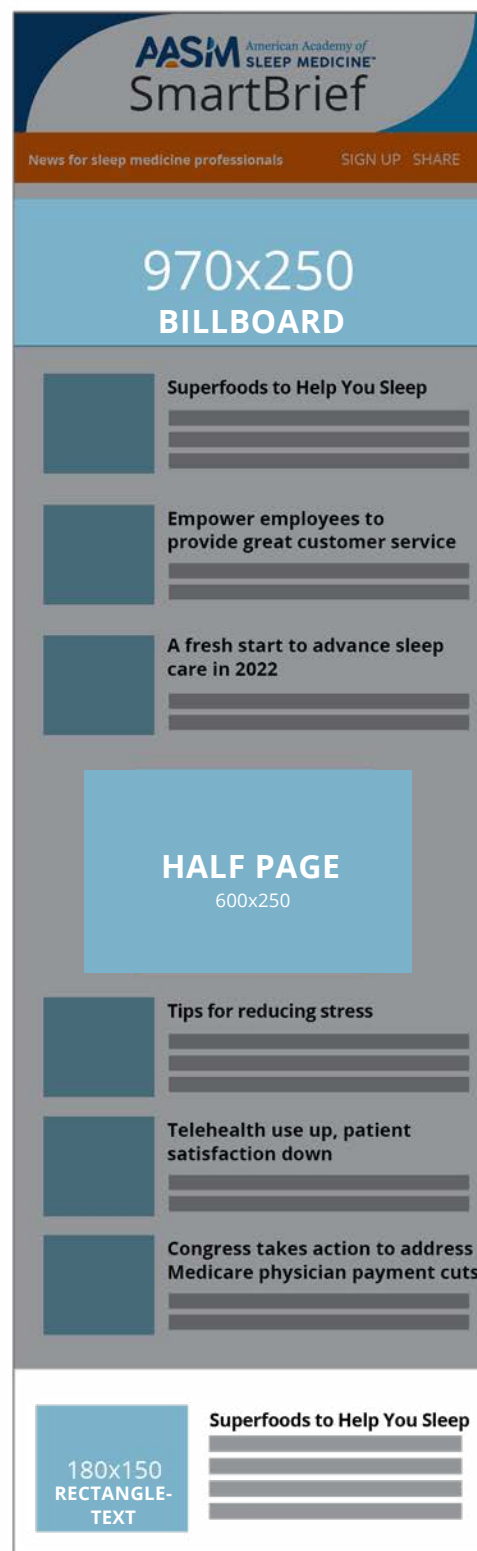 AASM American Academy of
SLEEP MEDICINE™
SmartBrief
News for sleep medicine professionals SIGN UP SHARE
970x250
BILLBOARD
Superfoods to Help You Sleep
Empower employees to
provide great customer service
A fresh start to advance sleep
care in 2022
HALF PAGE
600x250
Tips for reducing stress
Telehealth use up, patient
satisfaction down
Congress takes action to address
Medicare physician payment cuts
180x150
RECTANGLE-
TEXT
Superfoods to Help You Sleep